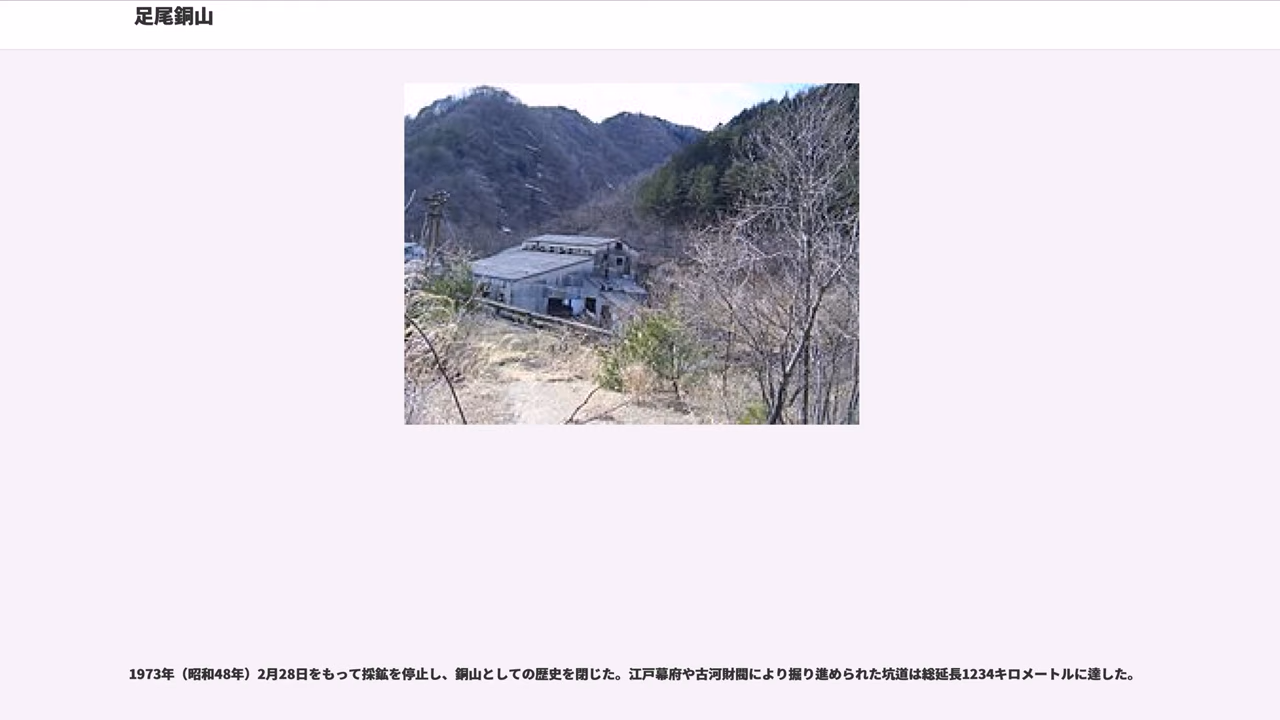 足尾銅山
1973年（昭和48年）2月28日をもって採鉱を停止し、銅山としての歴史を閉じた。江戸幕府や古河財閥により掘り進められた坑道は総延長1234キロメートルに達した。